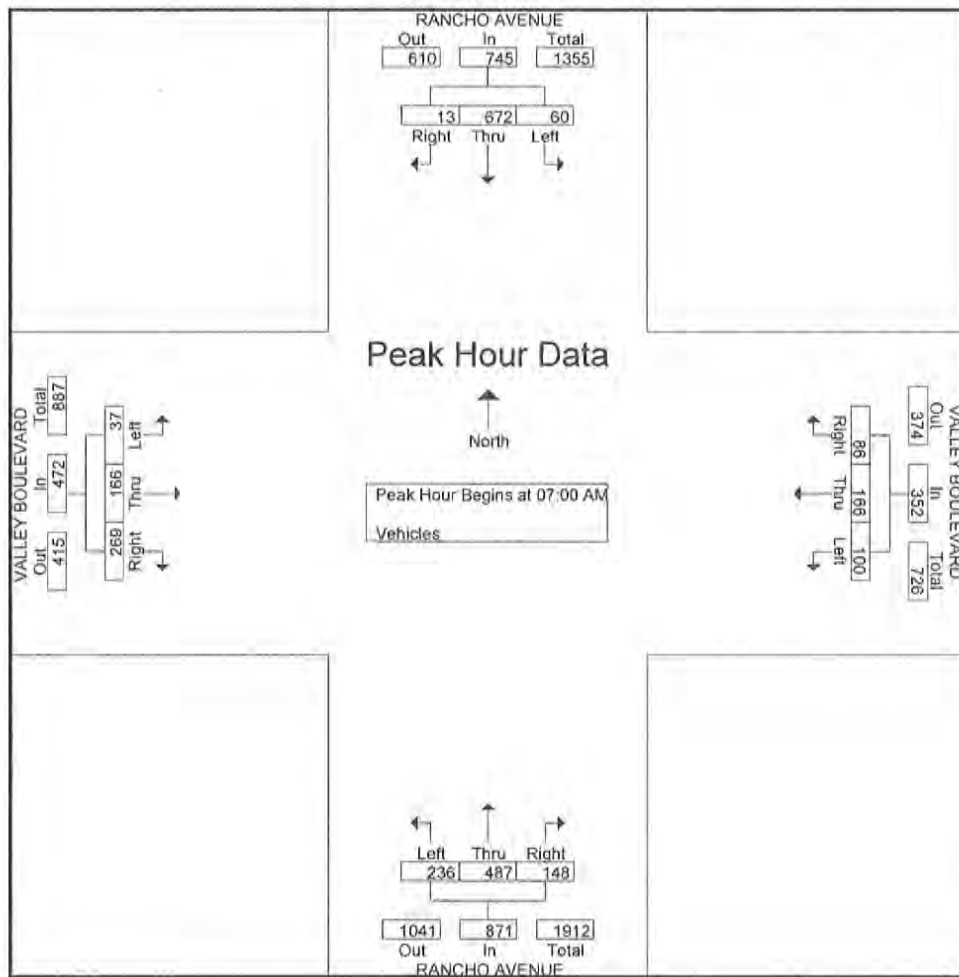 RANCHO AVENUE
Out In Total
610 745 1355
13 672 60
Right Thru Left
Peak Hour Data
North
Peak Hour Begins at 07:00 AM
Vehicles
VALLEY BOULEVARD
Out In Total
415 472 887
37 166 269
Left Thru Right
VALLEY BOULEVARD
Out In Total
374 352 726
86 166 100
Right Thru Left
Left Thru Right
236 487 148
1041 871 1912
Out In Total
RANCHO AVENUE